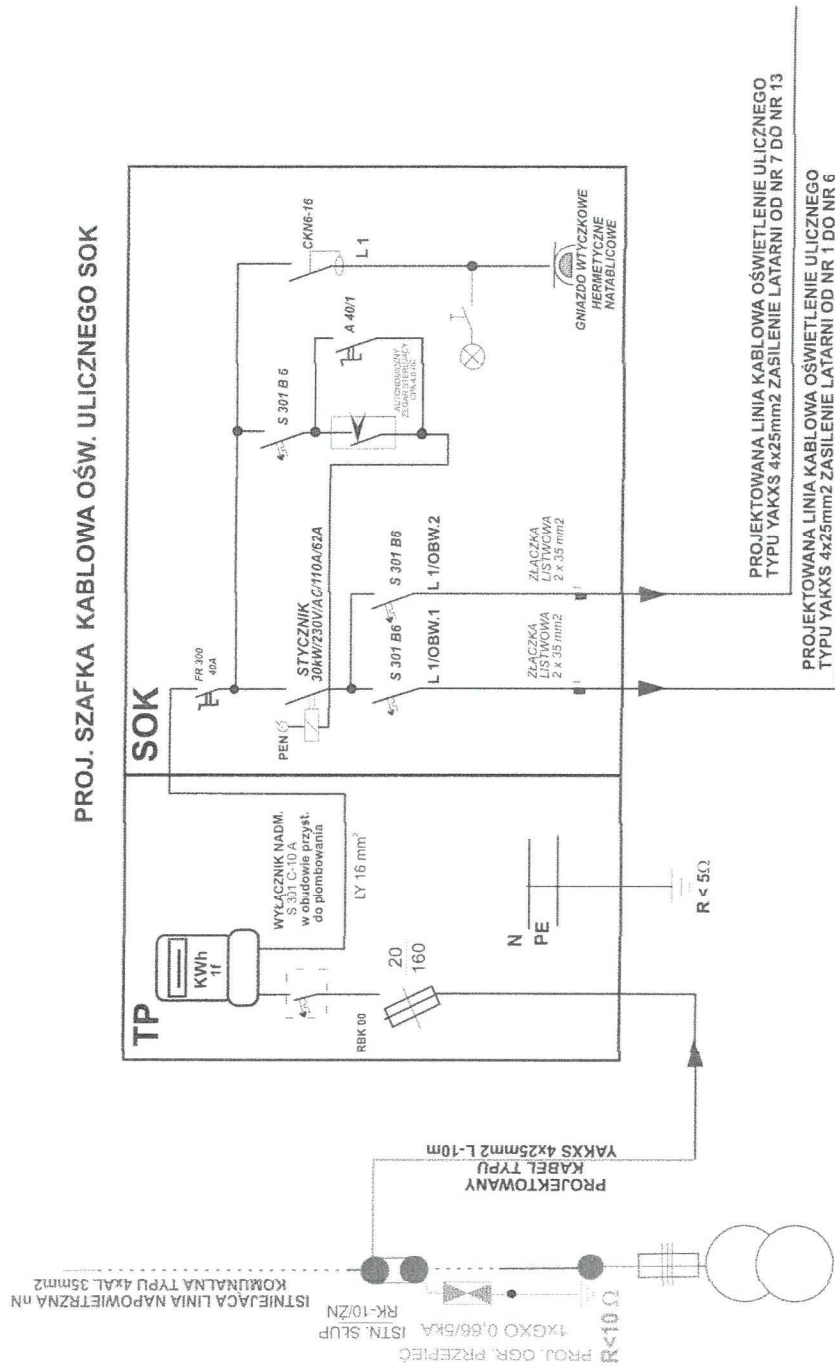 PROJ. SZAFKA KABLOWA OŚW. ULICZNEGO SOK
TP
KWh
1f
WYŁĄCZNIK NADM.
S 301 C-10 A
w obudowie przyst.
do plombowania
LY 16 mm²
RBK 00
20
160
N
PE
R < 5Ω
SOK
FR 300
40A
PEN
STYCZNIK
30kW/230V/AC/110A/62A
S 301 B6
L 1/OBW.1
S 301 B6
L 1/OBW.2
ZŁĄCZKA
LISTWOWA
2 x 35 mm2
ZŁĄCZKA
LISTWOWA
2 x 35 mm2
S 301 B 6
AUTONOMICZNY
ZEGAR STERUJĄCY
A 40/1
CKN6-16
L 1
GNIAZDO WTYCZKOWE
HERMETYCZNE
NATABLICOWE
PROJEKTOWANA LINIA KABLOWA OŚWIETLENIE ULICZNEGO
TYPU YAKXS 4x25mm2 ZASILENIE LATARNI OD NR 7 DO NR 13
PROJEKTOWANA LINIA KABLOWA OŚWIETLENIE ULICZNEGO
TYPU YAKXS 4x25mm2 ZASILENIE LATARNI OD NR 1 DO NR 6
PROJEKTOWANY
KABEL TYPU
YAKXS 4x25mm2 L-10m
ISTNIEJĄCA LINIA NAPOWIETRZNA nN
KOMUNALNA TYPU 4xAL 35mm2
ISTN. SŁUP
RK-10/ŻN
PROJ. OGR. PRZEPIĘĆ
1xGXO 0,66/5kA
R<10 Ω